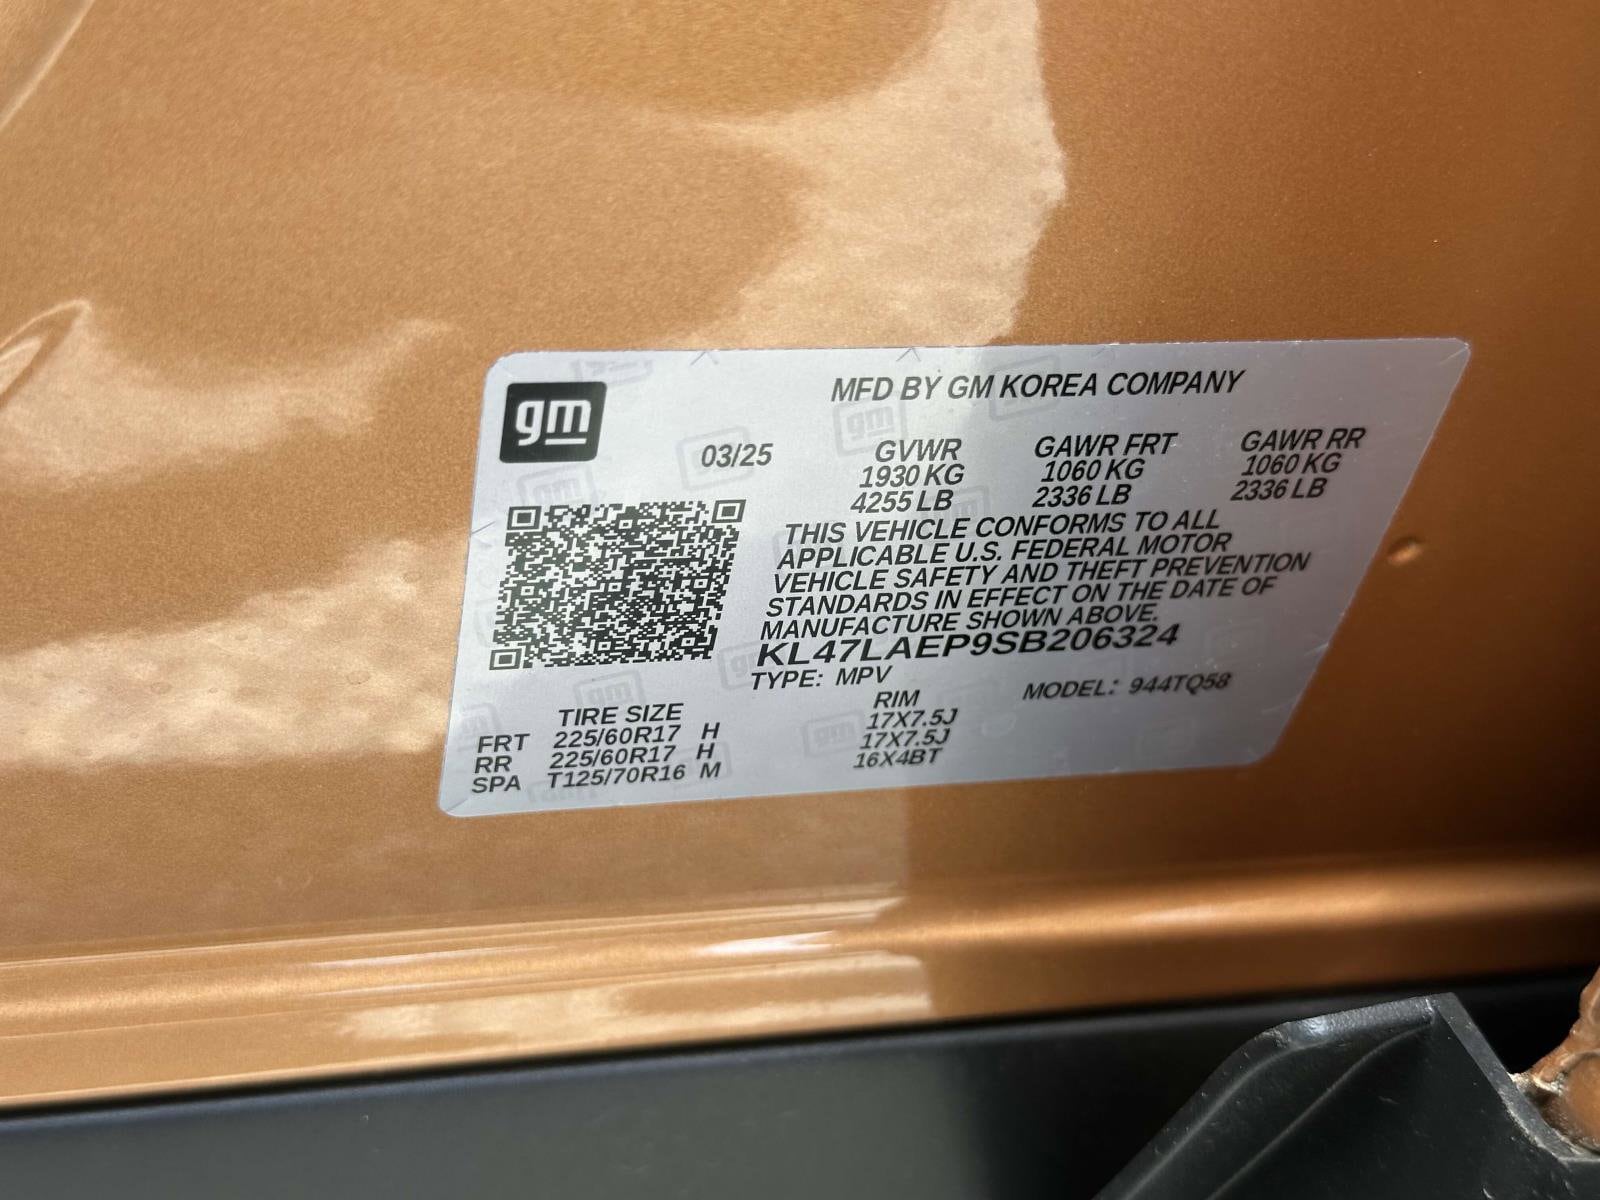 gm
MFD BY GM KOREA COMPANY
03/25
GVWR GAWR FRT GAWR RR
1930 KG 1060 KG 1060 KG
4255 LB 2336 LB 2336 LB
THIS VEHICLE CONFORMS TO ALL
APPLICABLE U.S. FEDERAL MOTOR
VEHICLE SAFETY AND THEFT PREVENTION
STANDARDS IN EFFECT ON THE DATE OF
MANUFACTURE SHOWN ABOVE.
KL47LAEP9SB206324
TYPE: MPV MODEL: 944TQ58
TIRE SIZE RIM
FRT 225/60R17 H 17X7.5J
RR 225/60R17 H 17X7.5J
SPA T125/70R16 M 16X4BT